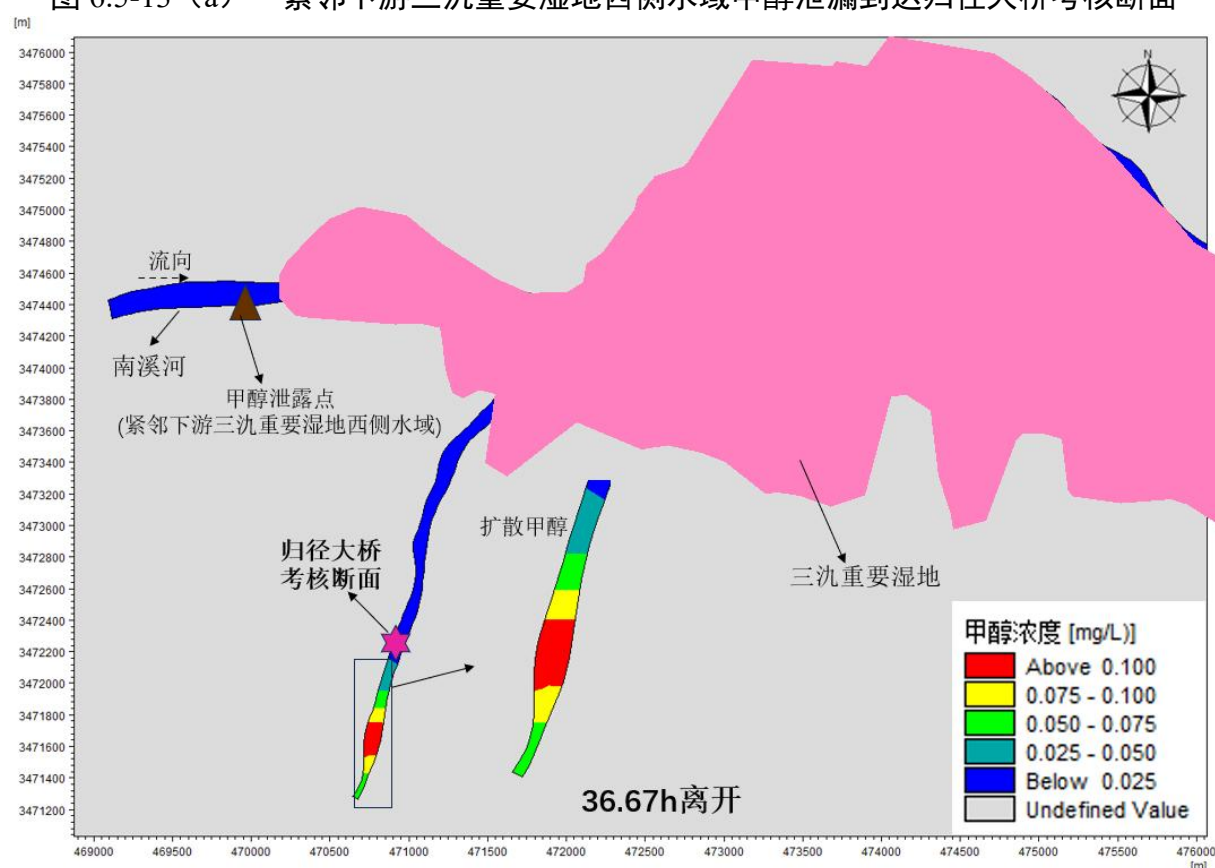 图 6.5-13（a） 紧邻下游三氿重要湿地西侧水域甲醇泄漏到达归径大桥考核断面
[m]
3476000
3475800
3475600
3475400
3475200
3475000
3474800
3474600
3474400
3474200
3474000
3473800
3473600
3473400
3473200
3473000
3472800
3472600
3472400
3472200
3472000
3471800
3471600
3471400
3471200
N
流向
南溪河
甲醇泄露点
(紧邻下游三氿重要湿地西侧水域)
扩散甲醇
归径大桥
考核断面
三氿重要湿地
36.67h离开
甲醇浓度 [mg/L)]
Above 0.100
0.075 - 0.100
0.050 - 0.075
0.025 - 0.050
Below 0.025
Undefined Value
469000 469500 470000 470500 471000 471500 472000 472500 473000 473500 474000 474500 475000 475500 476000
[m]